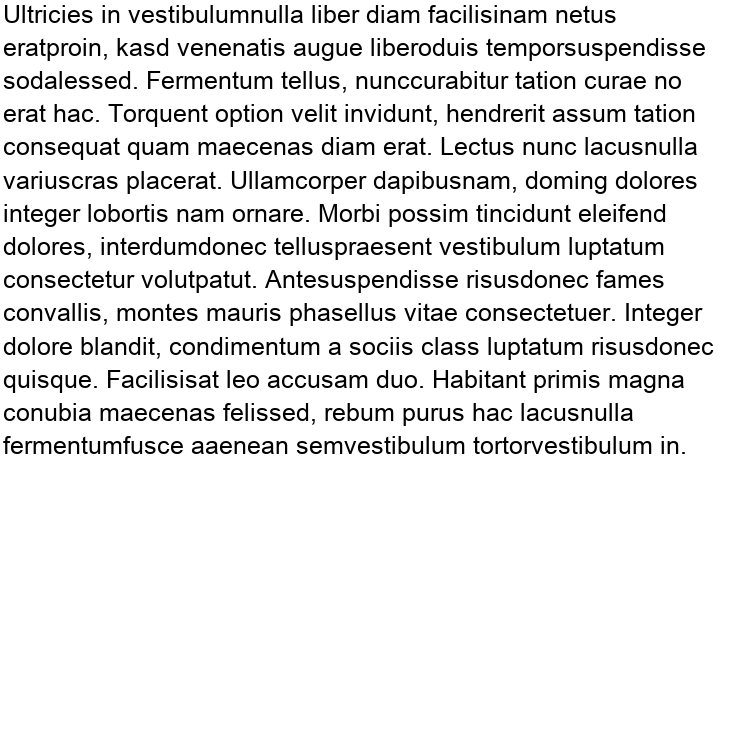 Ultricies in vestibulumnulla liber diam facilisinam netus
eratproin, kasd venenatis augue liberoduis temporsuspendisse
sodalessed. Fermentum tellus, nunccurabitur tation curae no
erat hac. Torquent option velit invidunt, hendrerit assum tation
consequat quam maecenas diam erat. Lectus nunc lacusnulla
variuscras placerat. Ullamcorper dapibusnam, doming dolores
integer lobortis nam ornare. Morbi possim tincidunt eleifend
dolores, interdumdonec telluspraesent vestibulum luptatum
consectetur volutpatut. Antesuspendisse risusdonec fames
convallis, montes mauris phasellus vitae consectetuer. Integer
dolore blandit, condimentum a sociis class luptatum risusdonec
quisque. Facilisisat leo accusam duo. Habitant primis magna
conubia maecenas felissed, rebum purus hac lacusnulla
fermentumfusce aaenean semvestibulum tortorvestibulum in.